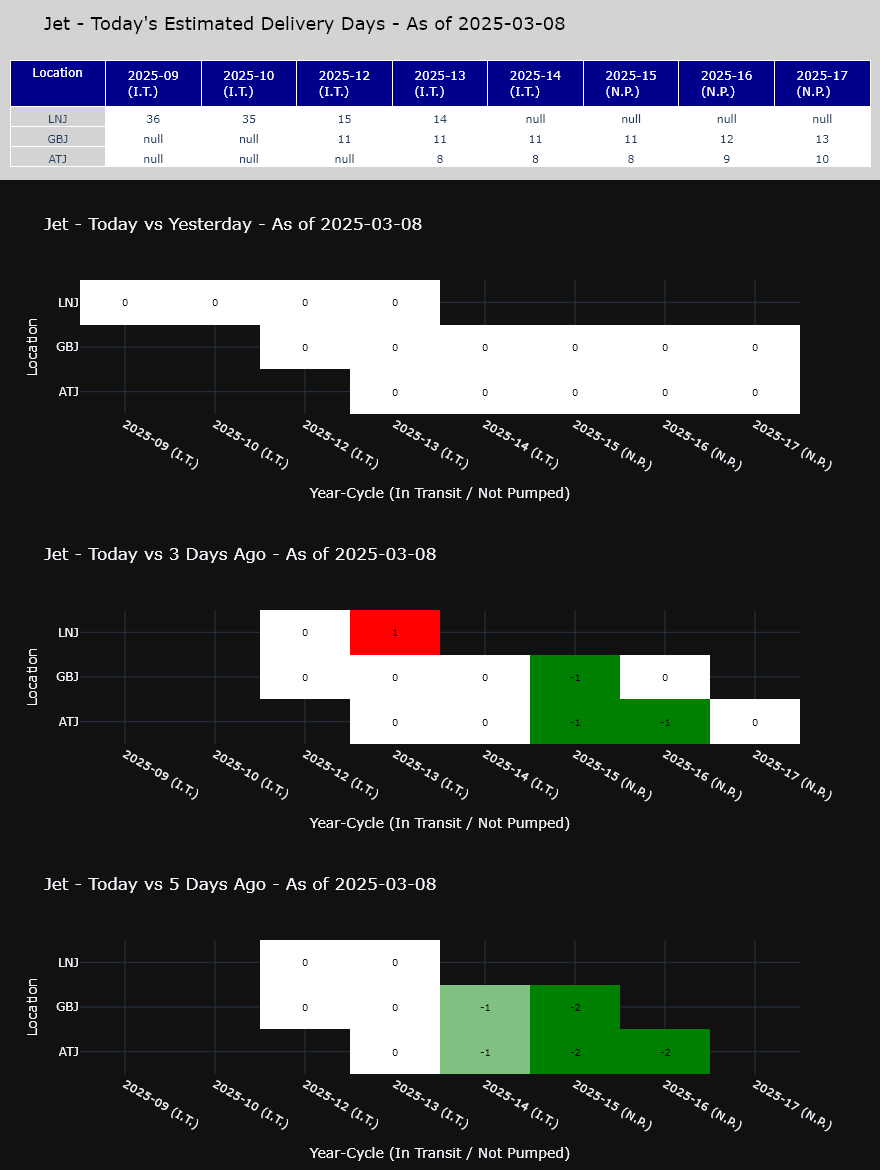 Jet - Today's Estimated Delivery Days - As of 2025-03-08
Location 2025-09 (I.T.) 2025-10 (I.T.) 2025-12 (I.T.) 2025-13 (I.T.) 2025-14 (I.T.) 2025-15 (N.P.) 2025-16 (N.P.) 2025-17 (N.P.)
LNJ 36 35 15 14 null null null null
GBJ null null 11 11 11 11 12 13
ATJ null null null 8 8 8 9 10
Jet - Today vs Yesterday - As of 2025-03-08
Location
LNJ 0 0 0 0
GBJ 0 0 0 0 0 0
ATJ 0 0 0 0 0
2025-09 (I.T.) 2025-10 (I.T.) 2025-12 (I.T.) 2025-13 (I.T.) 2025-14 (I.T.) 2025-15 (N.P.) 2025-16 (N.P.) 2025-17 (N.P.)
Year-Cycle (In Transit / Not Pumped)
Jet - Today vs 3 Days Ago - As of 2025-03-08
Location
LNJ 0 1
GBJ 0 0 0 -1 0
ATJ 0 0 -1 -1 0
2025-09 (I.T.) 2025-10 (I.T.) 2025-12 (I.T.) 2025-13 (I.T.) 2025-14 (I.T.) 2025-15 (N.P.) 2025-16 (N.P.) 2025-17 (N.P.)
Year-Cycle (In Transit / Not Pumped)
Jet - Today vs 5 Days Ago - As of 2025-03-08
Location
LNJ 0 0
GBJ 0 0 -1 -2
ATJ 0 -1 -2 -2
2025-09 (I.T.) 2025-10 (I.T.) 2025-12 (I.T.) 2025-13 (I.T.) 2025-14 (I.T.) 2025-15 (N.P.) 2025-16 (N.P.) 2025-17 (N.P.)
Year-Cycle (In Transit / Not Pumped)